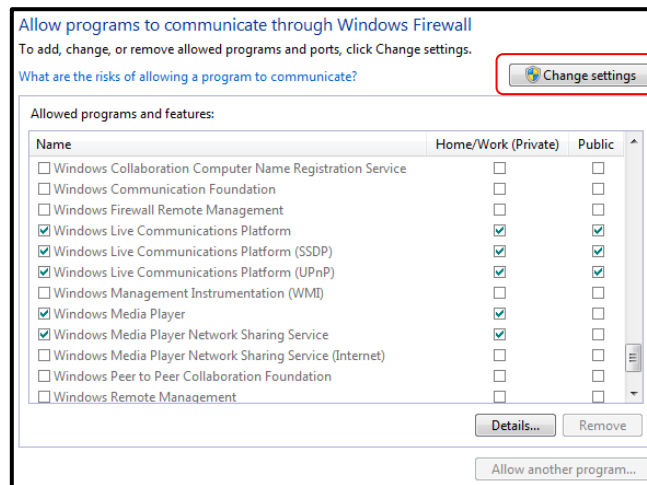 Allow programs to communicate through Windows Firewall
To add, change, or remove allowed programs and ports, click Change settings.
What are the risks of allowing a program to communicate?
Change settings
Allowed programs and features:
Name Home/Work (Private) Public
Windows Collaboration Computer Name Registration Service
Windows Communication Foundation
Windows Firewall Remote Management
Windows Live Communications Platform
Windows Live Communications Platform (SSDP)
Windows Live Communications Platform (UPnP)
Windows Management Instrumentation (WMI)
Windows Media Player
Windows Media Player Network Sharing Service
Windows Media Player Network Sharing Service (Internet)
Windows Peer to Peer Collaboration Foundation
Windows Remote Management
Details... Remove
Allow another program...